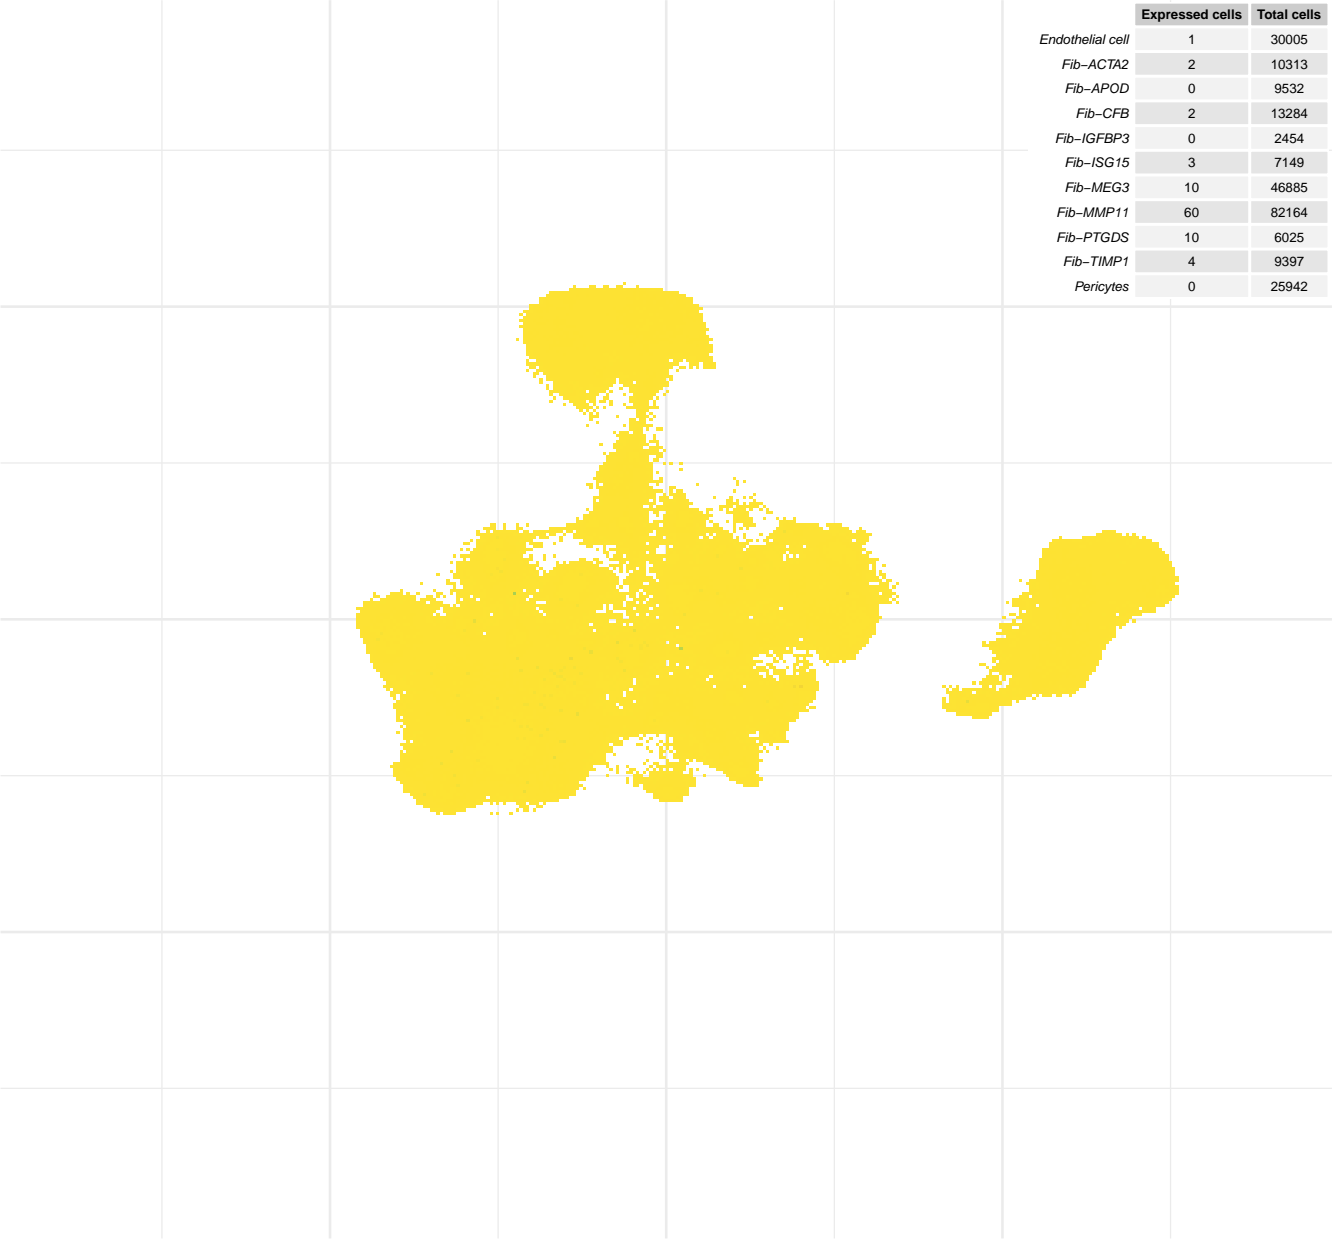 Expressed cells Total cells
Endothelial cell 1 30005
Fib−ACTA2 2 10313
Fib−APOD 0 9532
Fib−CFB 2 13284
Fib−IGFBP3 0 2454
Fib−ISG15 3 7149
Fib−MEG3 10 46885
Fib−MMP11 60 82164
Fib−PTGDS 10 6025
Fib−TIMP1 4 9397
Pericytes 0 25942